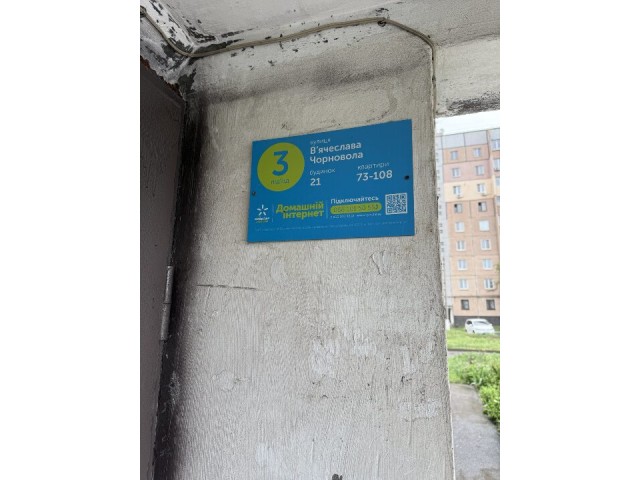 3
під'їзд
вулиця
В'ячеслава
Чорновола
будинок
21
квартири
73-108
Домашній
інтернет
Підключайтесь